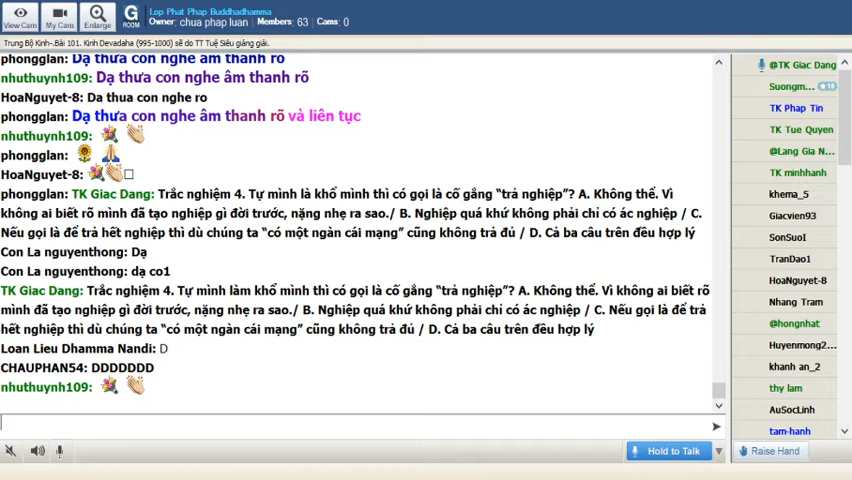 Lop Phat Phap Buddhadhamma
Owner: chua phap luan Members: 63 Cams: 0
View Cam
My Cams
Enlarge
G
ROOM
Trung Bộ Kinh-.Bài 101. Kinh Devadaha (995-1000) sẽ do TT Tuệ Siêu giảng giải.
phongglan: Dạ thưa con nghe âm thanh rõ
nhuthuynh109: Dạ thưa con nghe âm thanh rõ
HoaNguyet-8: Da thua con nghe ro
phongglan: Dạ thưa con nghe âm thanh rõ và liên tục
nhuthuynh109:
phongglan:
HoaNguyet-8:
phongglan: TK Giac Dang: Trắc nghiệm 4. Tự mình là khổ mình thì có gọi là cố gắng “trả nghiệp”? A. Không thể. Vì
không ai biết rõ mình đã tạo nghiệp gì đời trước, nặng nhẹ ra sao./ B. Nghiệp quá khứ không phải chỉ có ác nghiệp / C.
Nếu gọi là để trả hết nghiệp thì dù chúng ta “có một ngàn cái mạng” cũng không trả đủ / D. Cả ba câu trên đều hợp lý
Con La nguyenthong: Dạ
Con La nguyenthong: dạ co1
TK Giac Dang: Trắc nghiệm 4. Tự mình làm khổ mình thì có gọi là cố gắng “trả nghiệp”? A. Không thể. Vì không ai biết rõ
mình đã tạo nghiệp gì đời trước, nặng nhẹ ra sao./ B. Nghiệp quá khứ không phải chỉ có ác nghiệp / C. Nếu gọi là để trả
hết nghiệp thì dù chúng ta “có một ngàn cái mạng” cũng không trả đủ / D. Cả ba câu trên đều hợp lý
Loan Lieu Dhamma Nandi: D
CHAUPHAN54: DDDDDDD
nhuthuynh109:
Hold to Talk
@TK Giac Dang
Suongm... 10
TK Phap Tin
TK Tue Quyen
@Lang Gia N...
TK minhhanh
khema_5
Giacvien93
SonSuoI
TranDao1
HoaNguyet-8
Nhang Tram
@hongnhat
Huyenmong2...
khanh an_2
thy lam
AuSocLinh
tam-hanh
Raise Hand